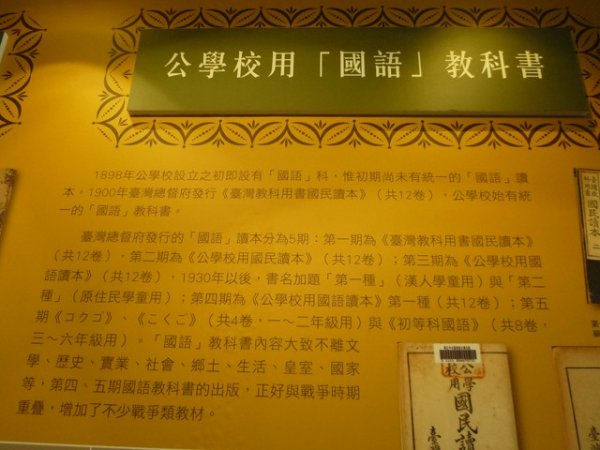 公學校用「國語」教科書
1898年公學校設立之初即設有「國語」科，惟初期尚未有統一的「國語」讀
本。1900年臺灣總督府發行《臺灣教科用書國民讀本》（共12卷），公學校始有統
一的「國語」教科書。
臺灣總督府發行的「國語」讀本分為5期：第一期為《臺灣教科用書國民讀本》
（共12卷），第二期為《公學校用國民讀本》（共12卷）；第三期為《公學校用國
語讀本》（共12卷），1930年以後，書名加題「第一種」（漢人學童用）與「第二
種」（原住民學童用）；第四期為《公學校用國語讀本》第一種（共12卷）；第五
期《コクゴ》、《こくご》（共4卷，一～二年級用）與《初等科國語》（共8卷，
三～六年級用）。「國語」教科書內容大致不離文
學、歷史、實業、社會、鄉土、生活、皇室、國家
等，第四、五期國語教科書的出版，正好與戰爭時期
重疊，增加了不少戰爭類教材。
國民讀本 二
公學
校用
國民讀
臺